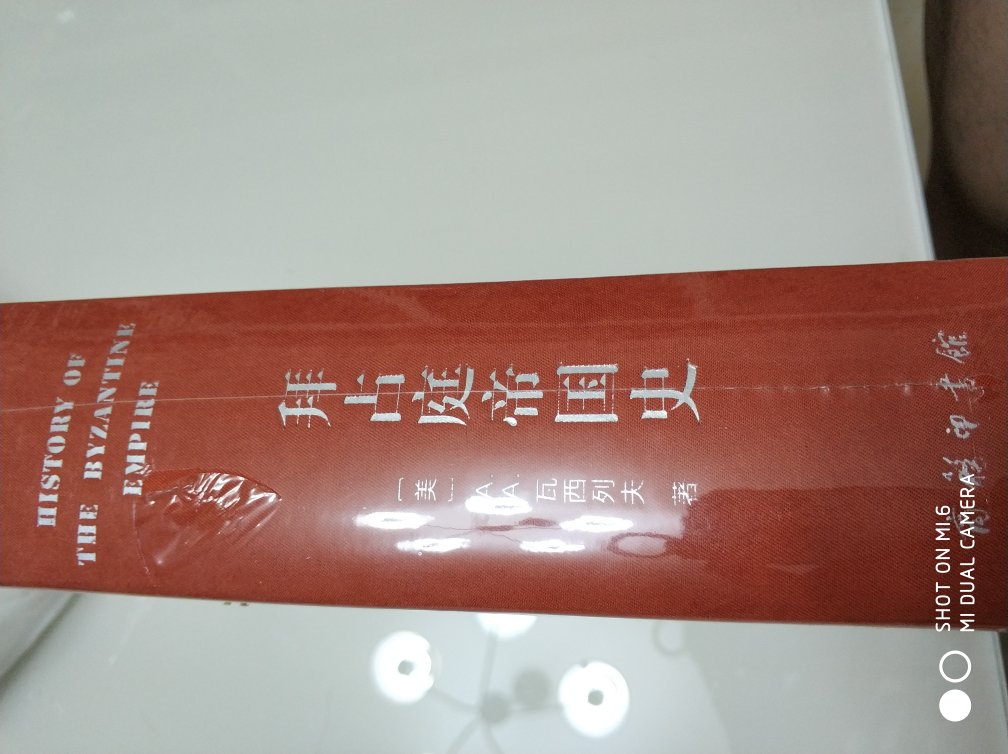 HISTORY OF
THE BYZANTINE
EMPIRE
拜占庭帝国史
〔美〕A A 瓦西列夫 著
商务印书馆
SHOT ON MI 6
MI DUAL CAMERA